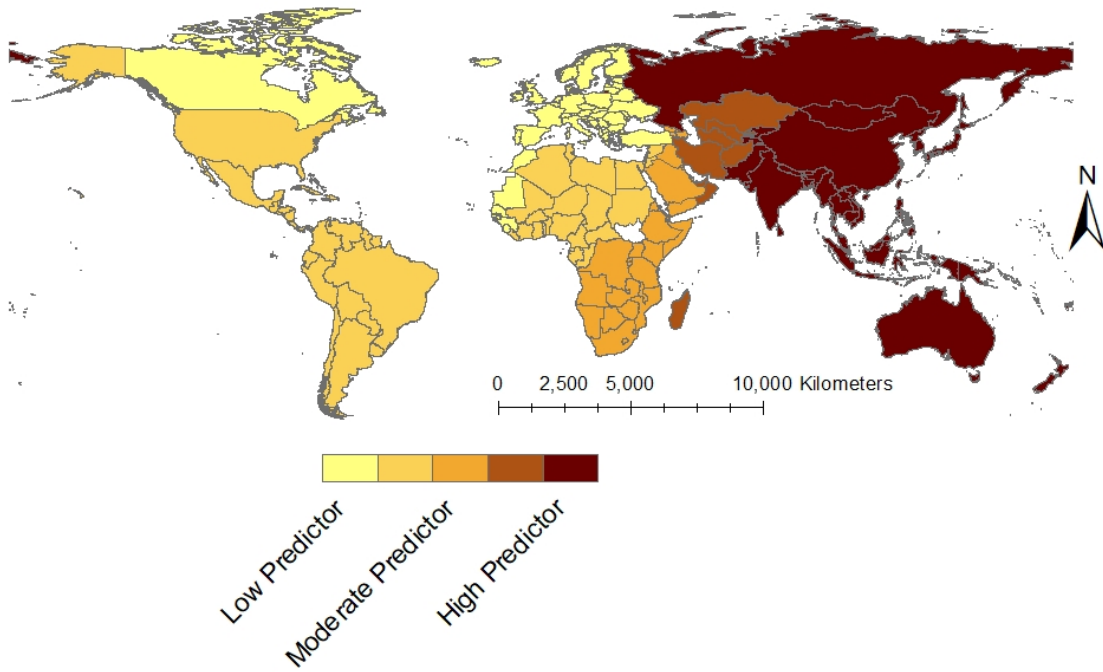 N
0 2,500 5,000 10,000 Kilometers
Low Predictor
Moderate Predictor
High Predictor